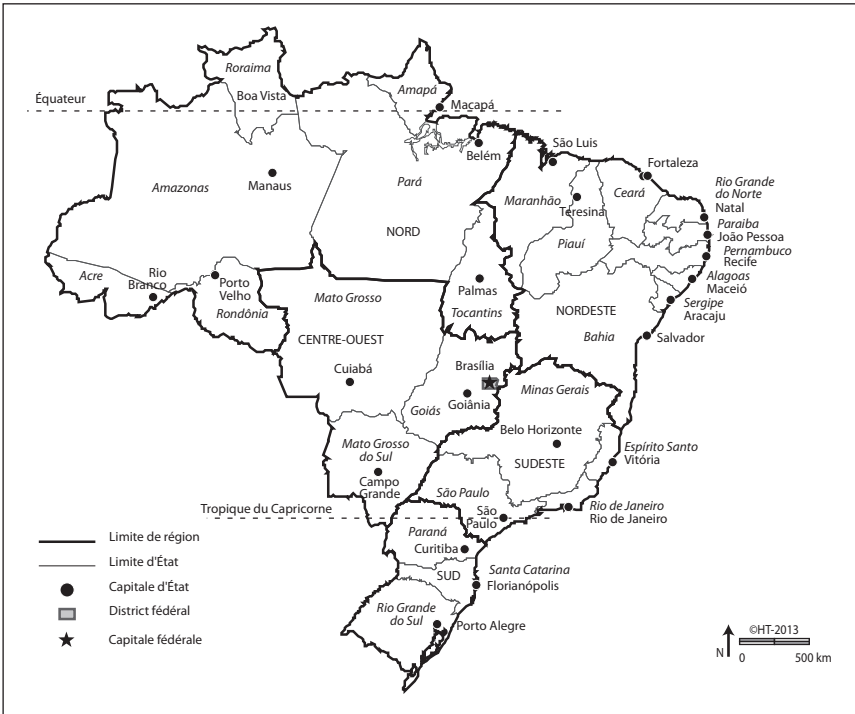 Roraima
Boa Vista
Équateur
Amapá
Macapá
Belém
São Luis
Fortaleza
Amazonas
Manaus
Pará
NORD
Maranhão
Teresina
Ceará
Piauí
Rio Grande
do Norte
Natal
Paraiba
João Pessoa
Pernambuco
Recife
Alagoas
Maceió
Sergipe
Aracaju
Acre
Rio
Branco
Porto
Velho
Rondônia
Mato Grosso
Palmas
Tocantins
NORDESTE
Bahia
Salvador
CENTRE-OUEST
Cuiabá
Brasília
Goiânia
Goiás
Minas Gerais
Belo Horizonte
SUDESTE
Espírito Santo
Vitória
Mato Grosso
do Sul
Campo
Grande
São Paulo
São
Paulo
Rio de Janeiro
Rio de Janeiro
Tropique du Capricorne
Paraná
Curitiba
SUD
Santa Catarina
Florianópolis
Rio Grande
do Sul
Porto Alegre
Limite de région
Limite d'État
Capitale d'État
District fédéral
Capitale fédérale
©HT-2013
N
0 500 km